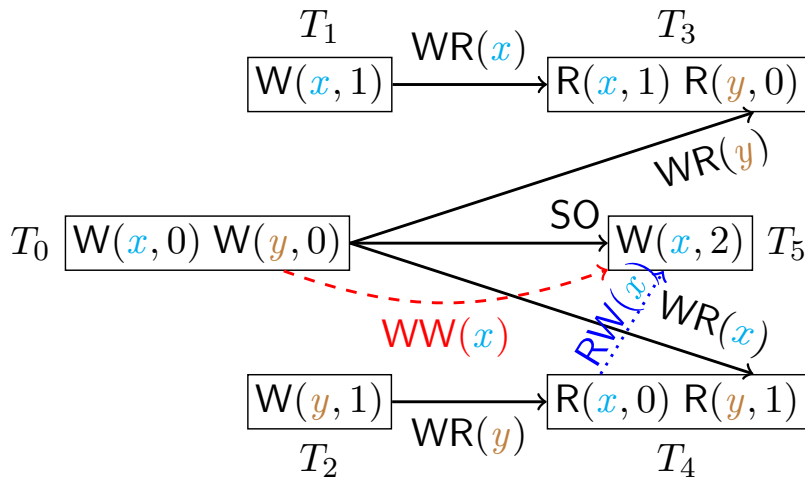 T₁
T₃
WR(x)
W(x, 1)
R(x, 1) R(y, 0)
WR(y)
SO
T₀
W(x, 0) W(y, 0)
W(x, 2)
T₅
RW(x)
WR(x)
WW(x)
W(y, 1)
R(x, 0) R(y, 1)
WR(y)
T₂
T₄